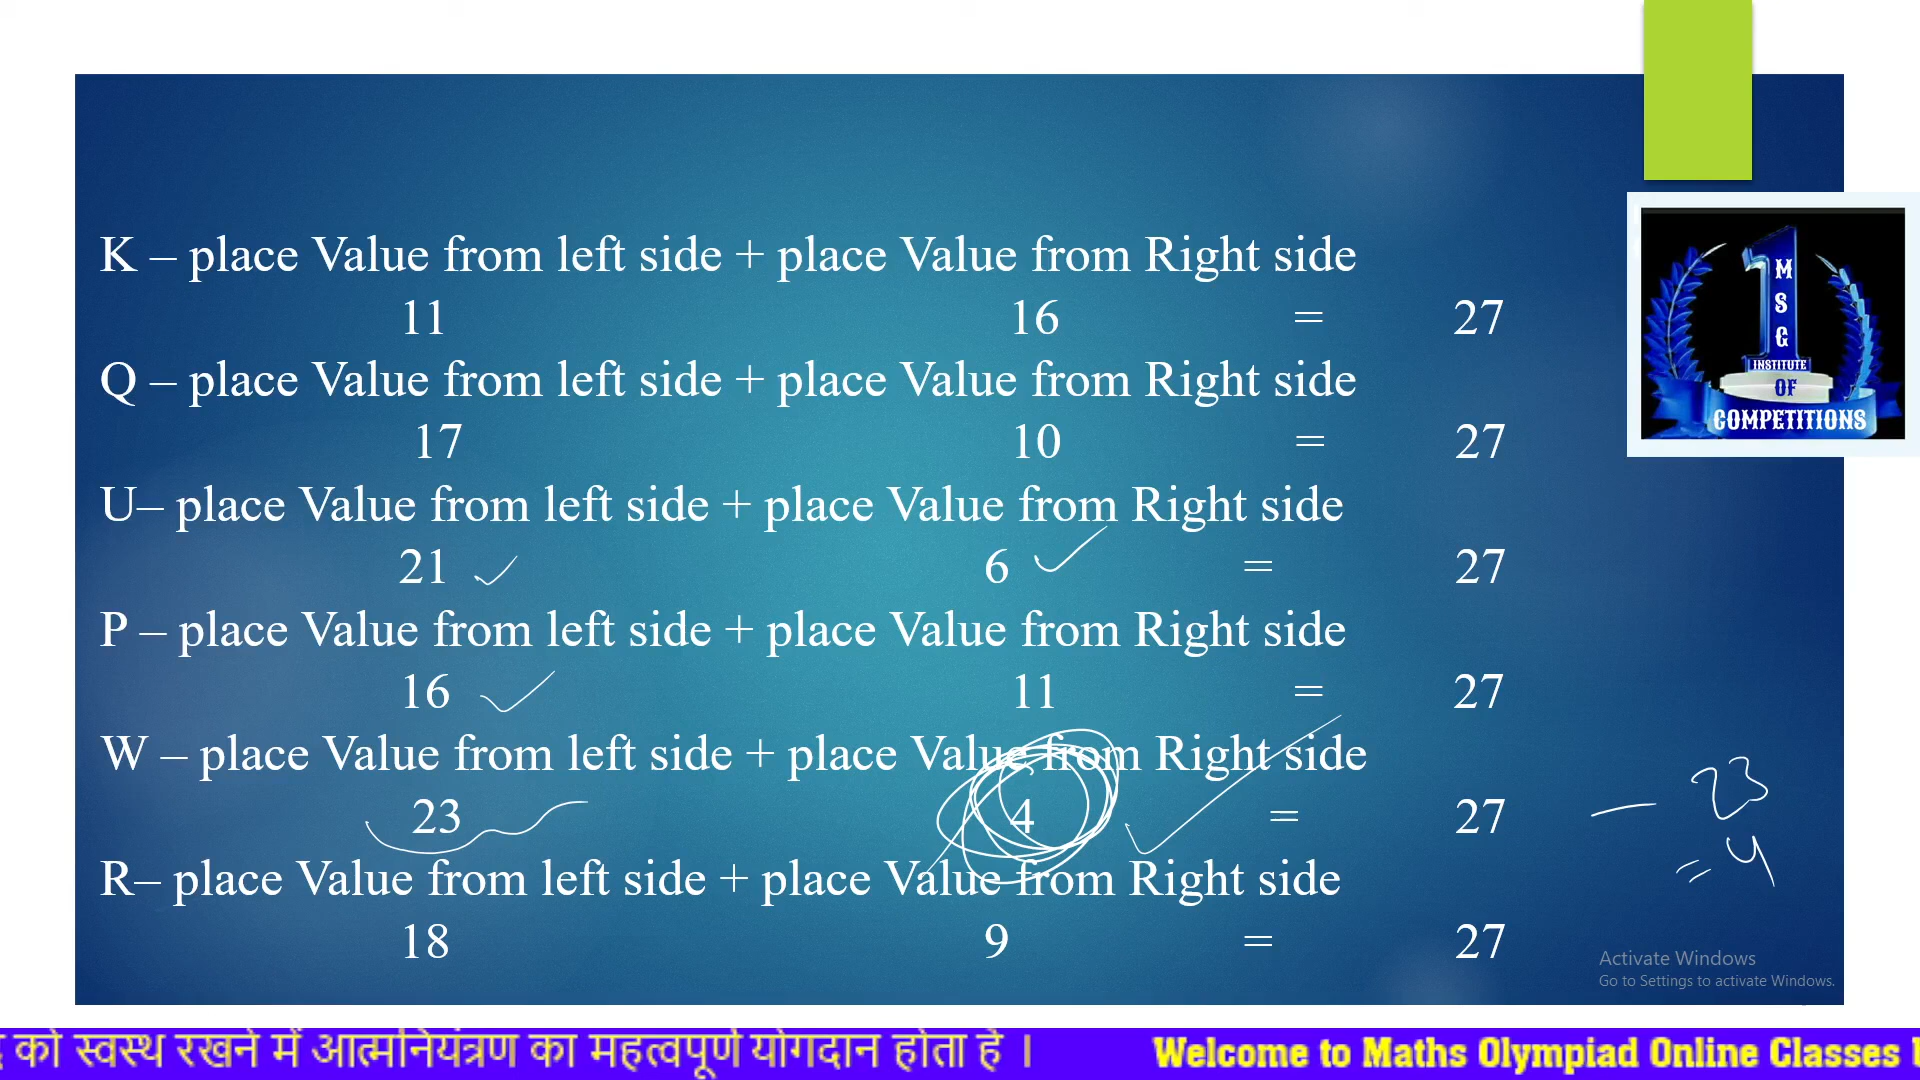 K – place Value from left side + place Value from Right side
11 16 = 27
Q – place Value from left side + place Value from Right side
17 10 = 27
U– place Value from left side + place Value from Right side
21 6 = 27
P – place Value from left side + place Value from Right side
16 11 = 27
W – place Value from left side + place Value from Right side
23 4 = 27 – 23
= 4
R– place Value from left side + place Value from Right side
18 9 = 27
M
S
G
INSTITUTE
OF
COMPETITIONS
Activate Windows
Go to Settings to activate Windows.
को स्वस्थ रखने में आत्मनियंत्रण का महत्वपूर्ण योगदान होता है । Welcome to Maths Olympiad Online Classes